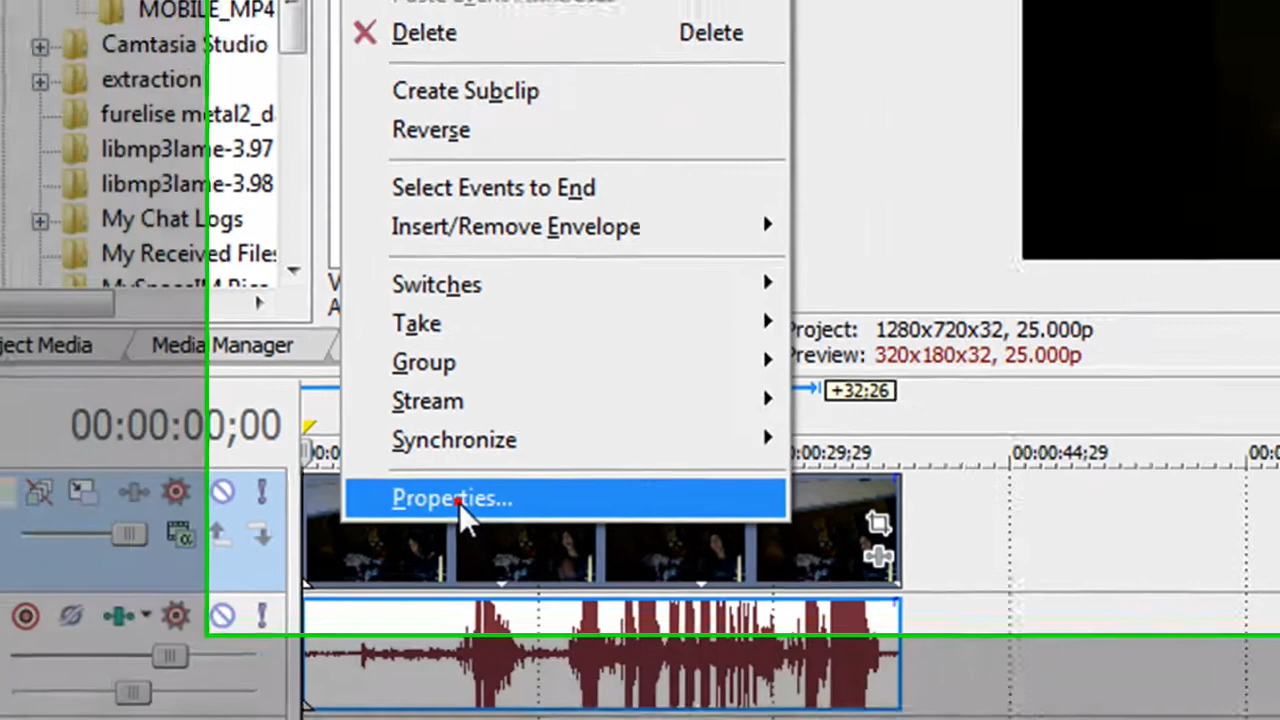 MOBILE_MP4
Camtasia Studio
extraction
furelise metal2_d
libmp3lame-3.97
libmp3lame-3.98
My Chat Logs
My Received Files
Delete Delete
Create Subclip
Reverse
Select Events to End
Insert/Remove Envelope
Switches
Take
Group
Stream
Synchronize
Properties...
ject Media
Media Manager
Project: 1280x720x32, 25.000p
Preview: 320x180x32, 25.000p
+32;26
00:00:00;00
00:00:29;29
00:00:44;29